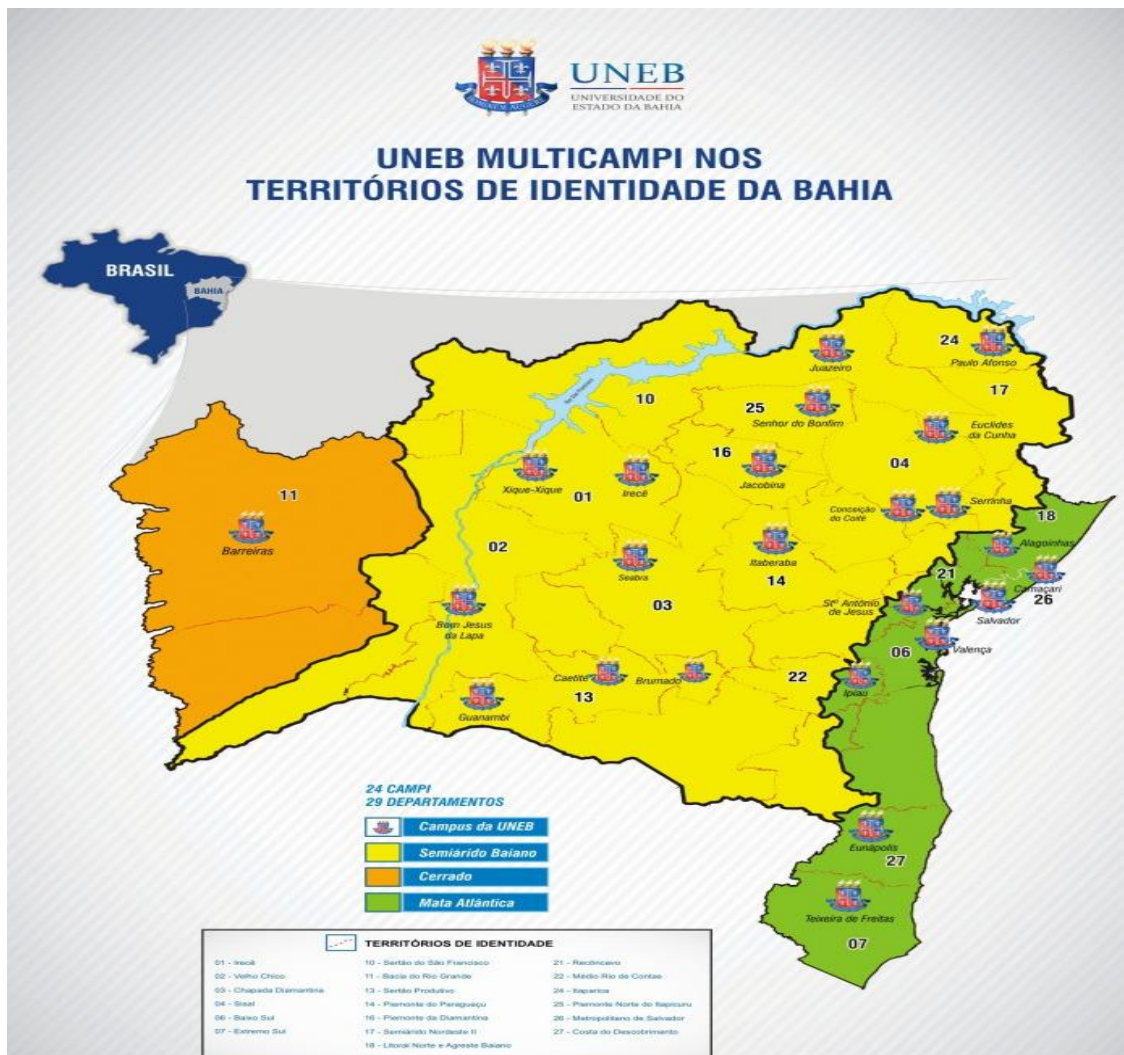 HOMINEM AUGERE
UNEB
UNIVERSIDADE DO
ESTADO DA BAHIA
UNEB MULTICAMPI NOS
TERRITÓRIOS DE IDENTIDADE DA BAHIA
BRASIL
BAHIA
24
Paulo Afonso
Juazeiro
17
10
25
Senhor do Bonfim
Euclides
da Cunha
16
04
Xique-Xique
01
Irecê
Jacobina
11
Barreiras
Conceição
do Coité
Serrinha
18
Alagoinhas
02
Seabra
Itaberaba
14
21
Camaçari
26
03
Stº Antônio
de Jesus
Salvador
Bom Jesus
da Lapa
06
Valença
Caetité
Brumado
22
Ipiaú
13
Guanambi
Eunápolis
27
Teixeira de Freitas
07
24 CAMPI
29 DEPARTAMENTOS
Campus da UNEB
Semiárido Baiano
Cerrado
Mata Atlântica
TERRITÓRIOS DE IDENTIDADE
01 - Irecê
02 - Velho Chico
03 - Chapada Diamantina
04 - Sisal
06 - Baixo Sul
07 - Extremo Sul
10 - Sertão do São Francisco
11 - Bacia do Rio Grande
13 - Sertão Produtivo
14 - Piemonte do Paraguaçu
16 - Piemonte da Diamantina
17 - Semiárido Nordeste II
18 - Litoral Norte e Agreste Baiano
21 - Recôncavo
22 - Médio Rio de Contas
24 - Itaparica
25 - Piemonte Norte do Itapicuru
26 - Metropolitano de Salvador
27 - Costa do Descobrimento